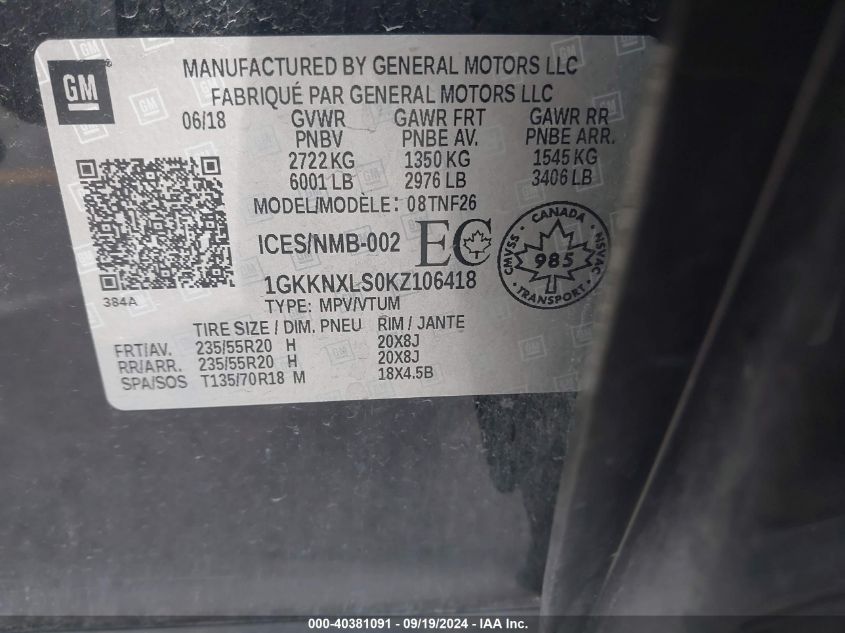 GM
MANUFACTURED BY GENERAL MOTORS LLC
FABRIQUÉ PAR GENERAL MOTORS LLC
06/18 GVWR GAWR FRT GAWR RR
PNBV PNBE AV. PNBE ARR.
2722 KG 1350 KG 1545 KG
6001 LB 2976 LB 3406 LB
MODEL/MODÈLE: 08TNF26
ICES/NMB-002 EC
CANADA
CMVSS 985 NSVAC
TRANSPORT
384A
1GKKNXLS0KZ106418
TYPE: MPV/VTUM
TIRE SIZE / DIM. PNEU RIM / JANTE
FRT/AV. 235/55R20 H 20X8J
RR/ARR. 235/55R20 H 20X8J
SPA/SOS T135/70R18 M 18X4.5B
000-40381091 - 09/19/2024 - IAA Inc.